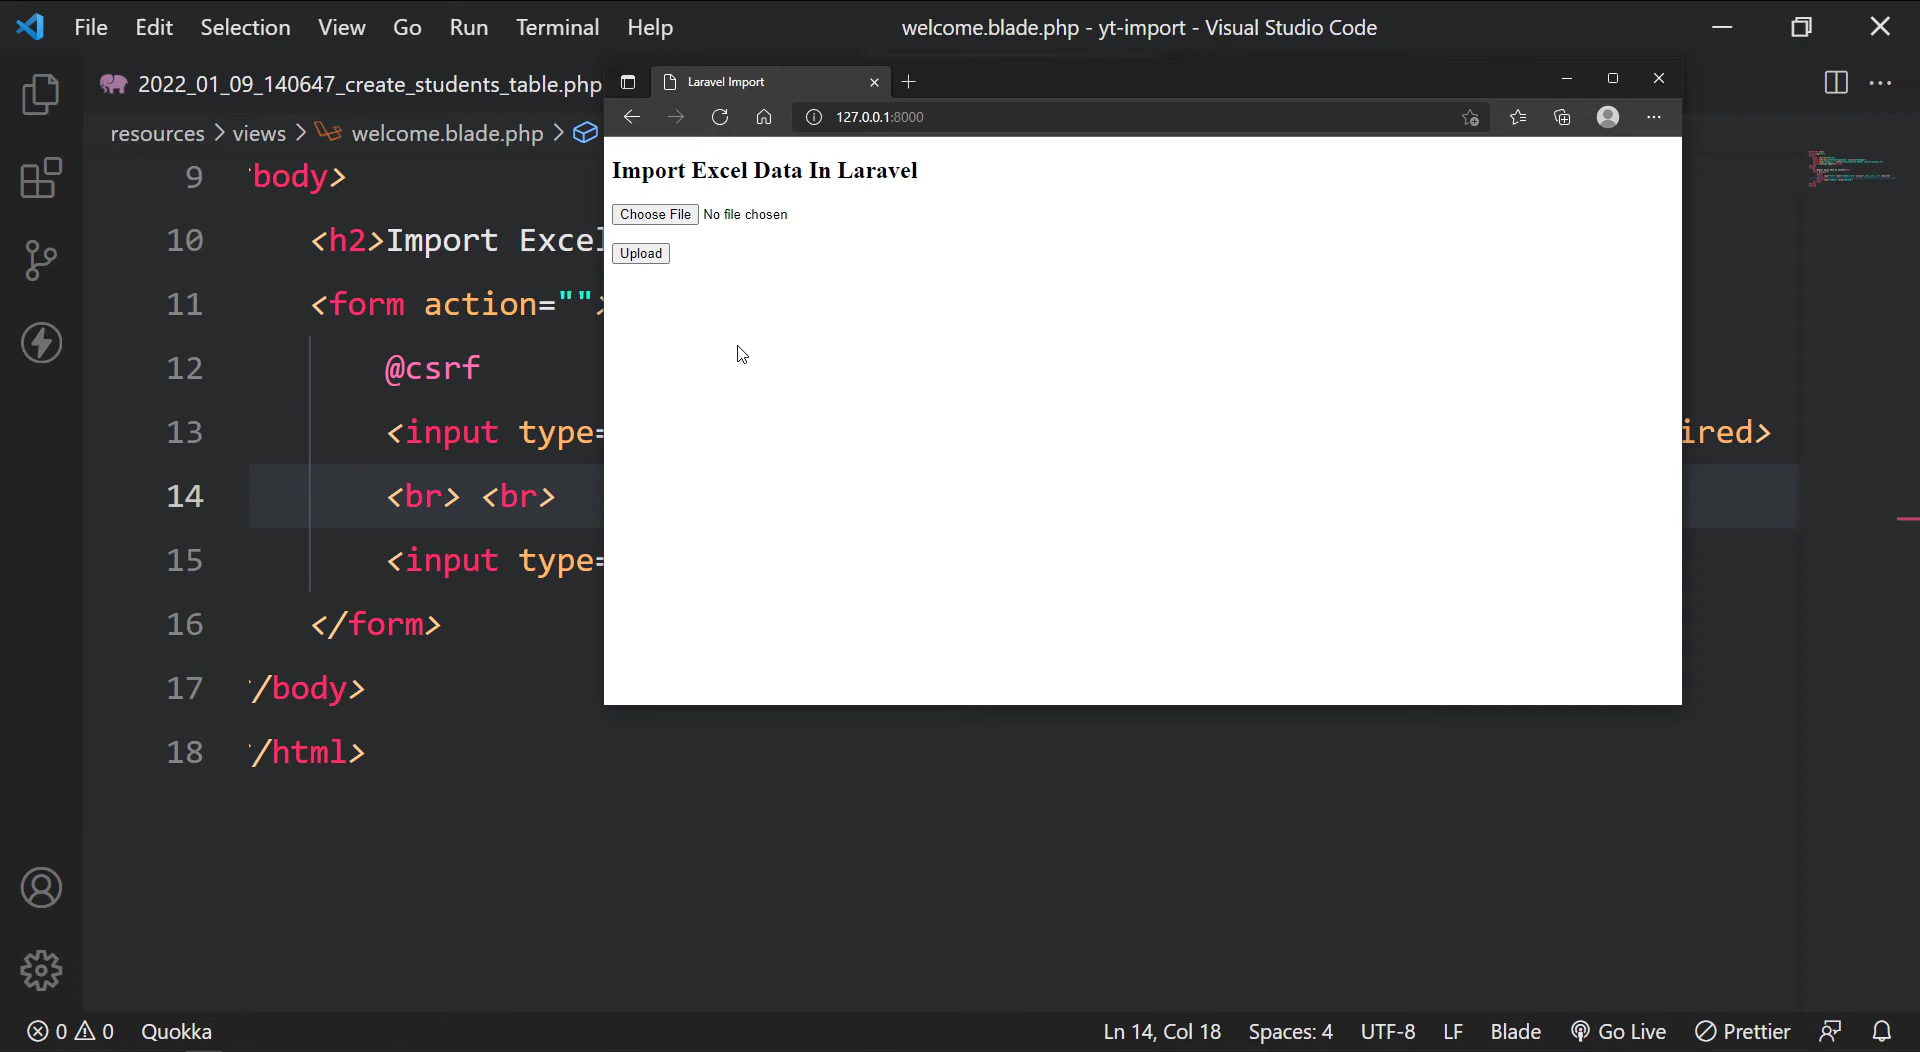 File Edit Selection View Go Run Terminal Help
welcome.blade.php - yt-import - Visual Studio Code
2022_01_09_140647_create_students_table.php
resources > views > welcome.blade.php >
Laravel Import
127.0.0.1:8000
Import Excel Data In Laravel
Choose File No file chosen
Upload
9 body>
10 <h2>Import Excel
11 <form action="">
12 @csrf
13 <input type= ired>
14 <br> <br>
15 <input type=
16 </form>
17 /body>
18 /html>
0 0 Quokka
Ln 14, Col 18 Spaces: 4 UTF-8 LF Blade Go Live Prettier